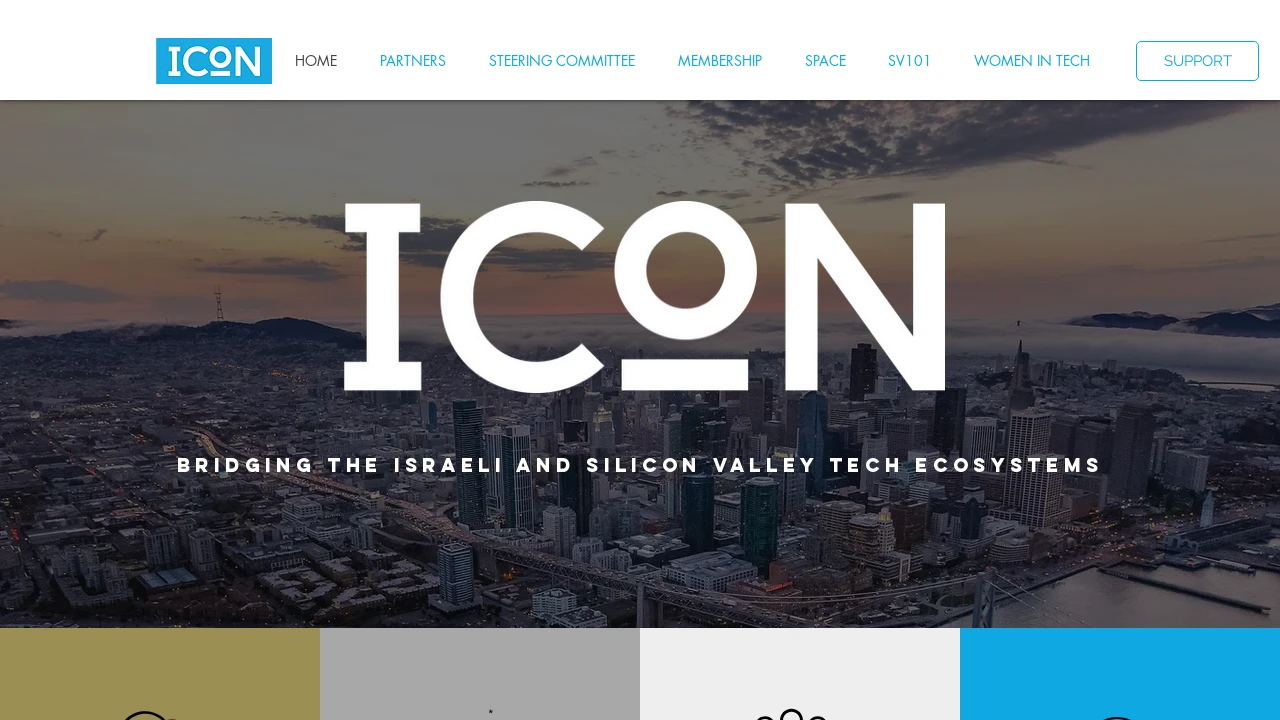 ICON
HOME
PARTNERS
STEERING COMMITTEE
MEMBERSHIP
SPACE
SV101
WOMEN IN TECH
SUPPORT
ICON
BRIDGING THE ISRAELI AND SILICON VALLEY TECH ECOSYSTEMS